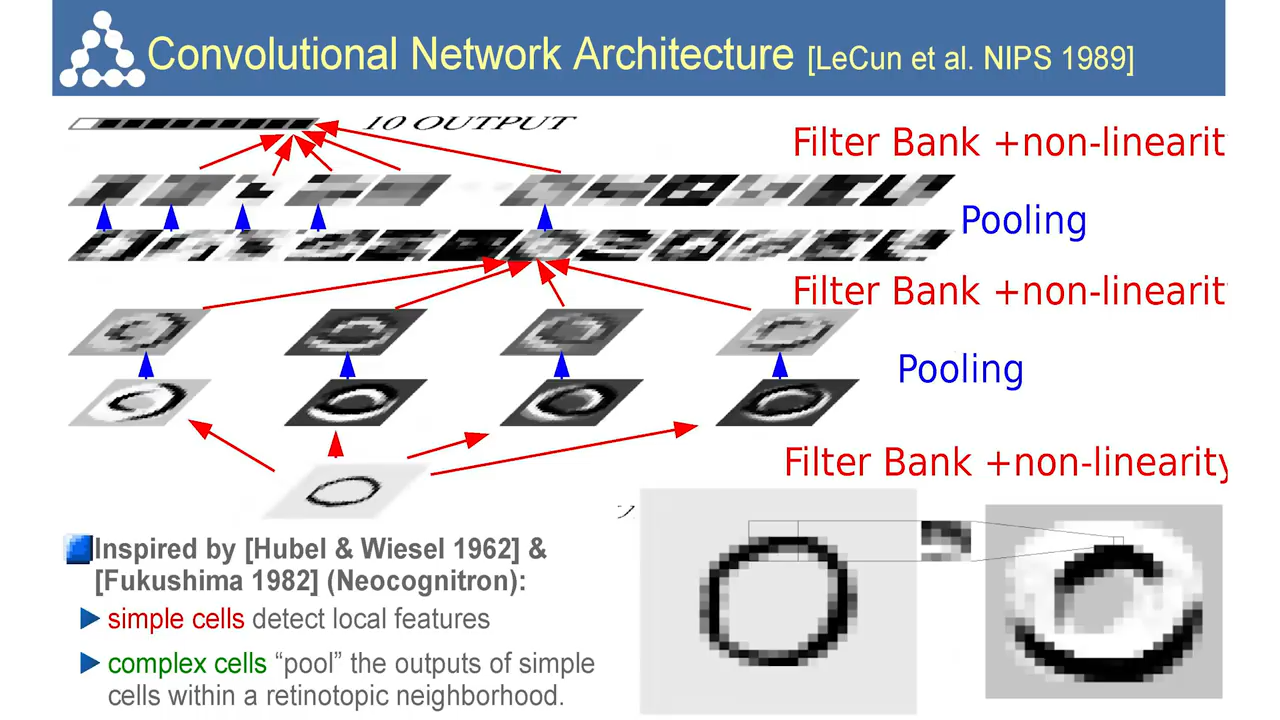 Convolutional Network Architecture [LeCun et al. NIPS 1989]
10 OUTPUT
Filter Bank +non-linearit
Pooling
Filter Bank +non-linearit
Pooling
Filter Bank +non-linearity
Inspired by [Hubel & Wiesel 1962] &
[Fukushima 1982] (Neocognitron):
simple cells detect local features
complex cells “pool” the outputs of simple
cells within a retinotopic neighborhood.